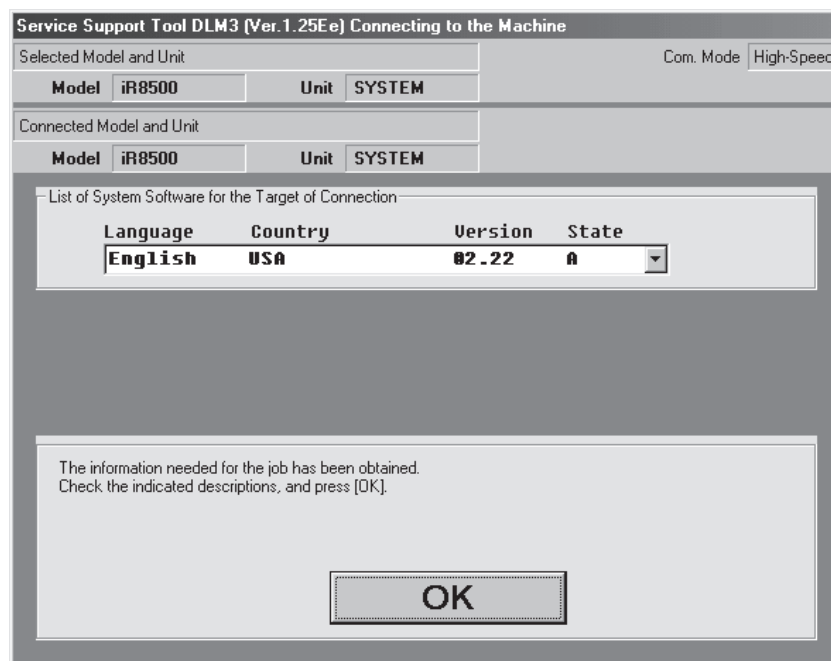 Service Support Tool DLM3 (Ver.1.25Ee) Connecting to the Machine
Selected Model and Unit Com. Mode High-Speed
Model iR8500 Unit SYSTEM
Connected Model and Unit
Model iR8500 Unit SYSTEM
List of System Software for the Target of Connection
Language Country Version State
English USA 02.22 A
The information needed for the job has been obtained.
Check the indicated descriptions, and press [OK].
OK